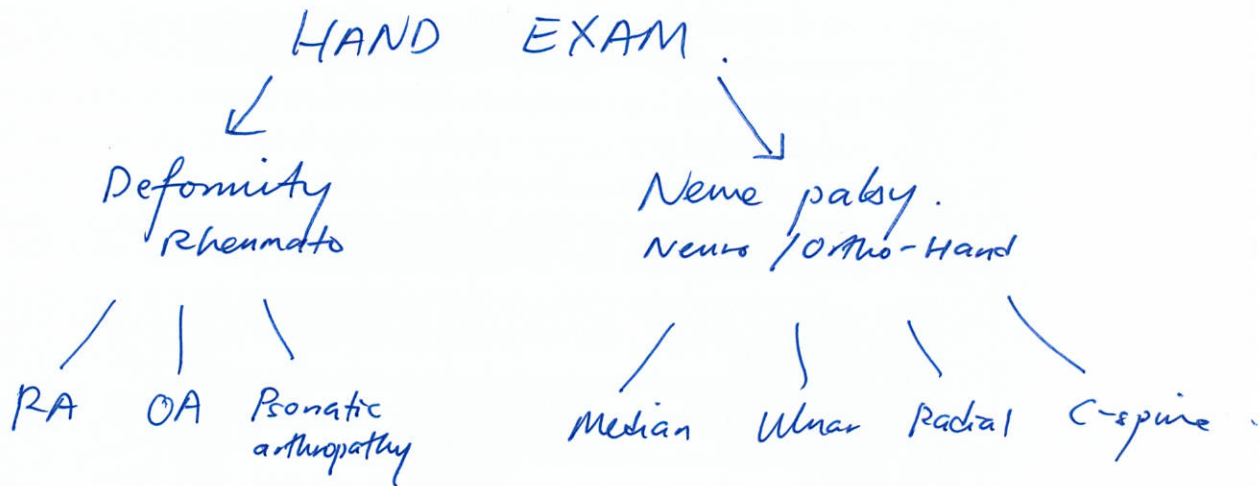 HAND EXAM.
Deformity
Rheumato
Nerve palsy.
Neuro / Ortho-Hand
RA
OA
Psoriatic
arthropathy
Median
Ulnar
Radial
C-spine.